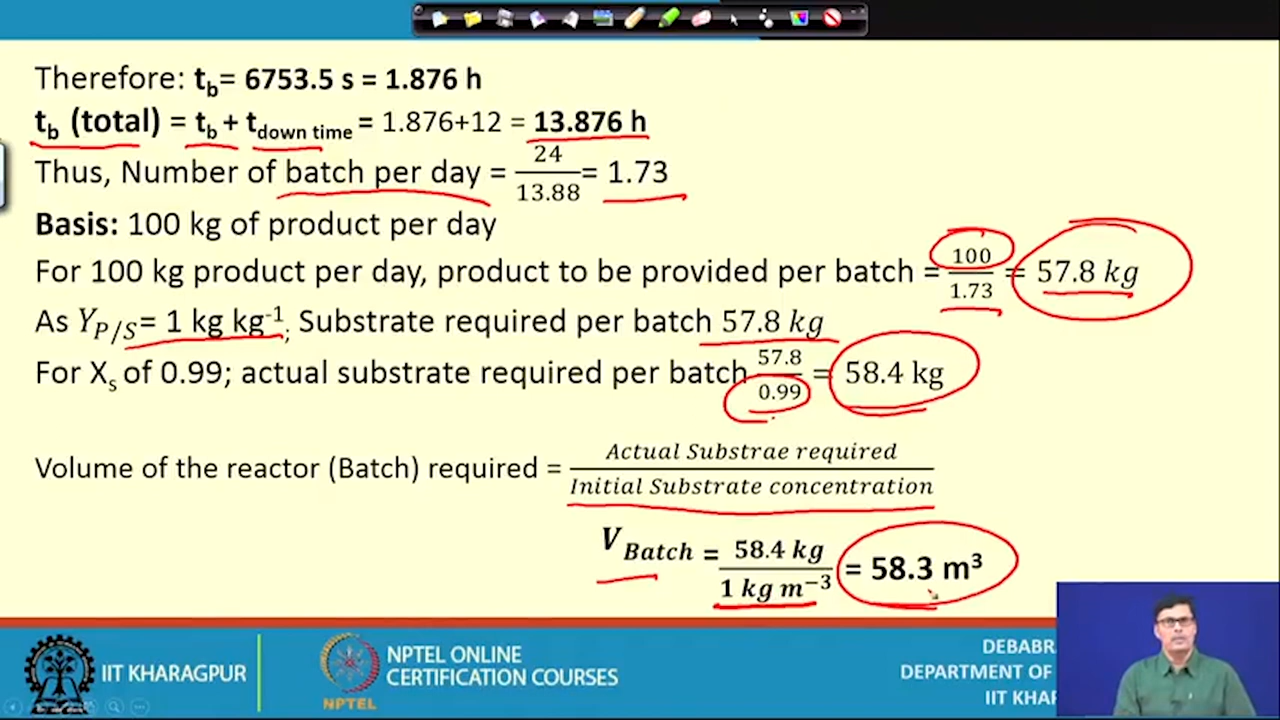 Therefore: tb= 6753.5 s = 1.876 h
tb (total) = tb + tdown time = 1.876+12 = 13.876 h
Thus, Number of batch per day = 24/13.88 = 1.73
Basis: 100 kg of product per day
For 100 kg product per day, product to be provided per batch = 100/1.73 = 57.8 kg
As YP/S= 1 kg kg-1; Substrate required per batch 57.8 kg
For Xs of 0.99; actual substrate required per batch 57.8/0.99 = 58.4 kg
Volume of the reactor (Batch) required = Actual Substrae required / Initial Substrate concentration
VBatch = 58.4 kg / 1 kg m−3 = 58.3 m3
IIT KHARAGPUR
NPTEL
NPTEL ONLINE
CERTIFICATION COURSES
DEBABR
DEPARTMENT OF
IIT KHAR